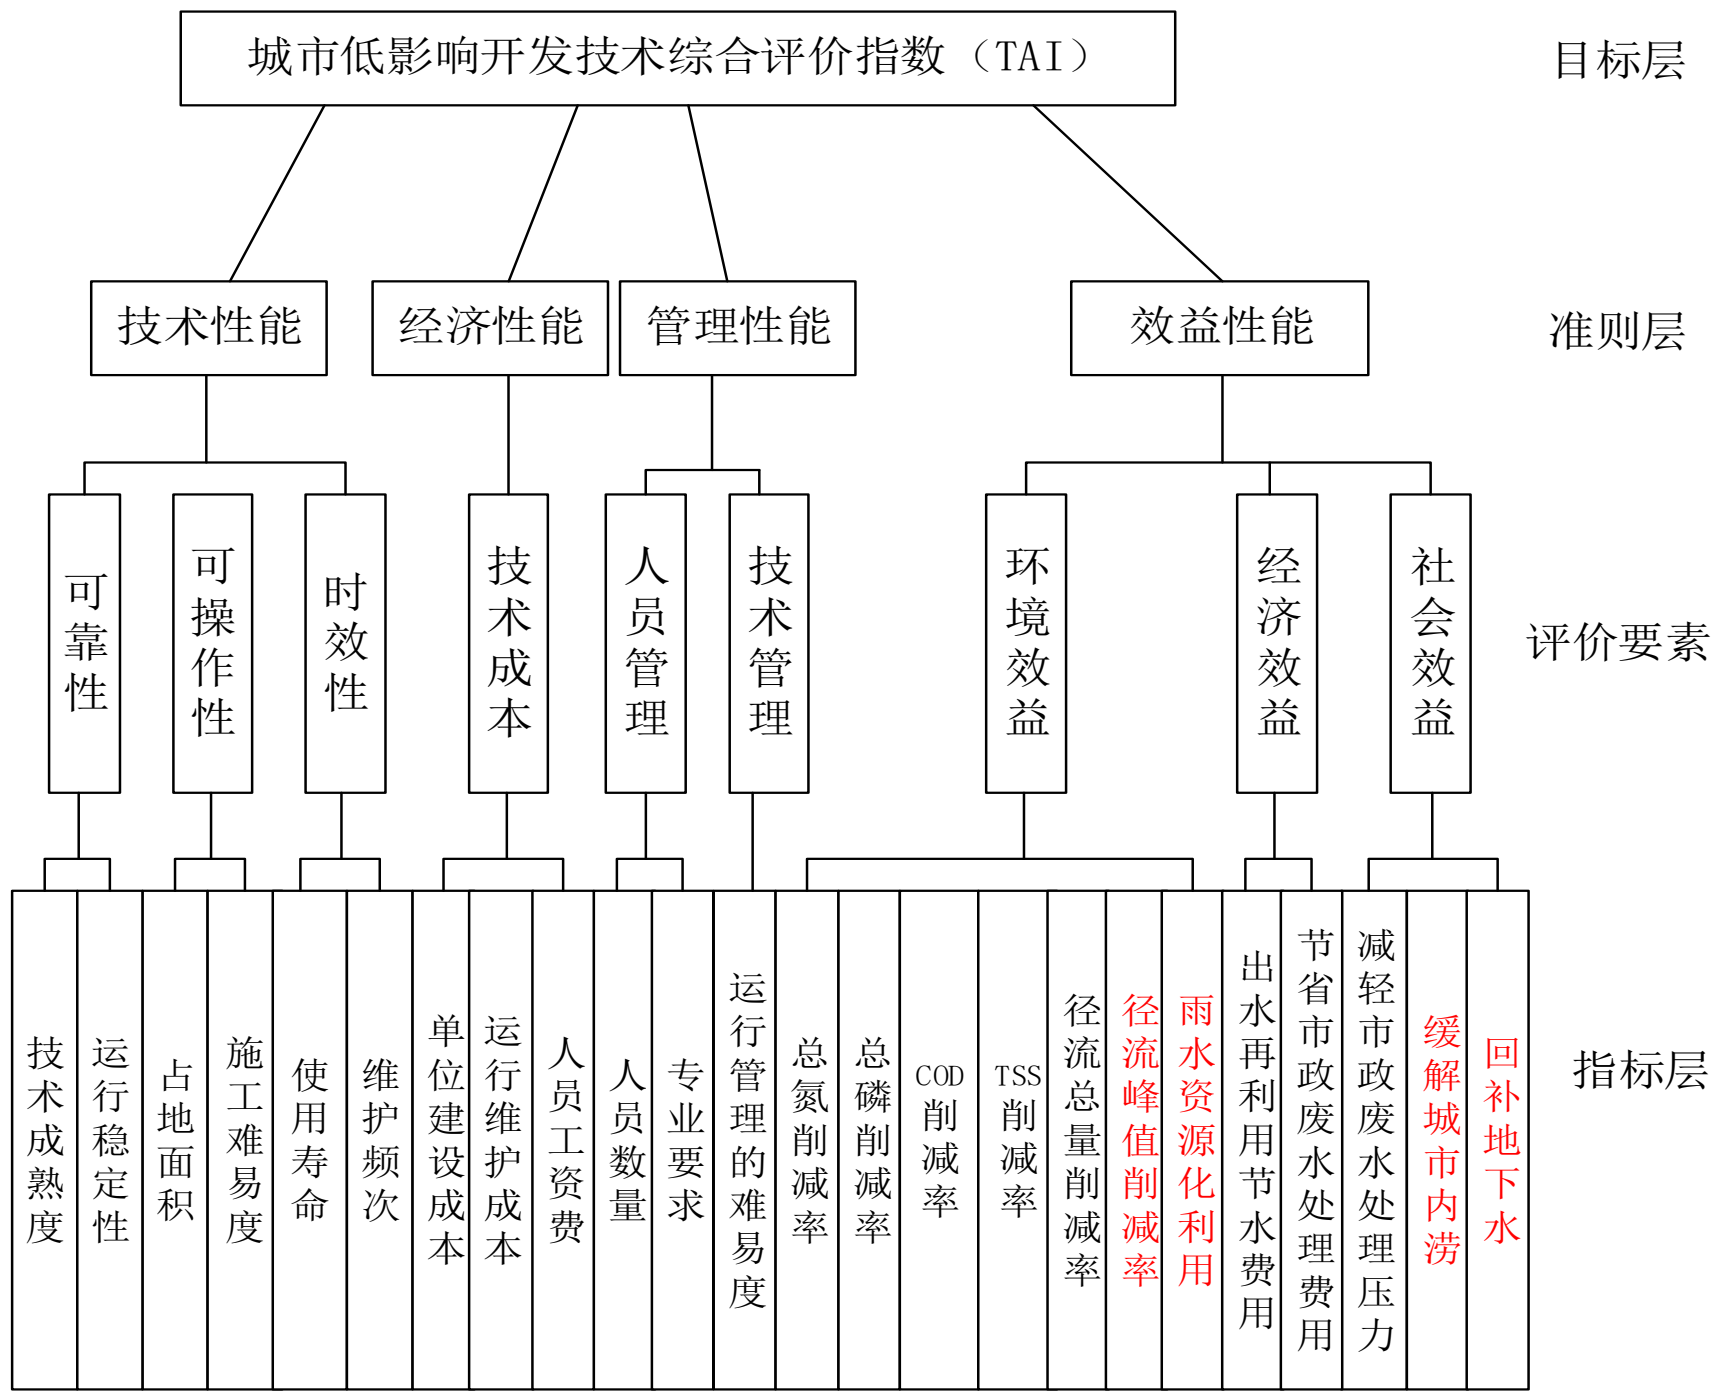 城市低影响开发技术综合评价指数（TAI）
目标层
技术性能
经济性能
管理性能
效益性能
准则层
可靠性
可操作性
时效性
技术成本
人员管理
技术管理
环境效益
经济效益
社会效益
评价要素
技术成熟度
运行稳定性
占地面积
施工难易度
使用寿命
维护频次
单位建设成本
运行维护成本
人员工资费
人员数量
专业要求
运行管理的难易度
总氮削减率
总磷削减率
COD削减率
TSS削减率
径流总量削减率
径流峰值削减率
雨水资源化利用
出水再利用节水费用
节省市政废水处理费用
减轻市政废水处理压力
缓解城市内涝
回补地下水
指标层